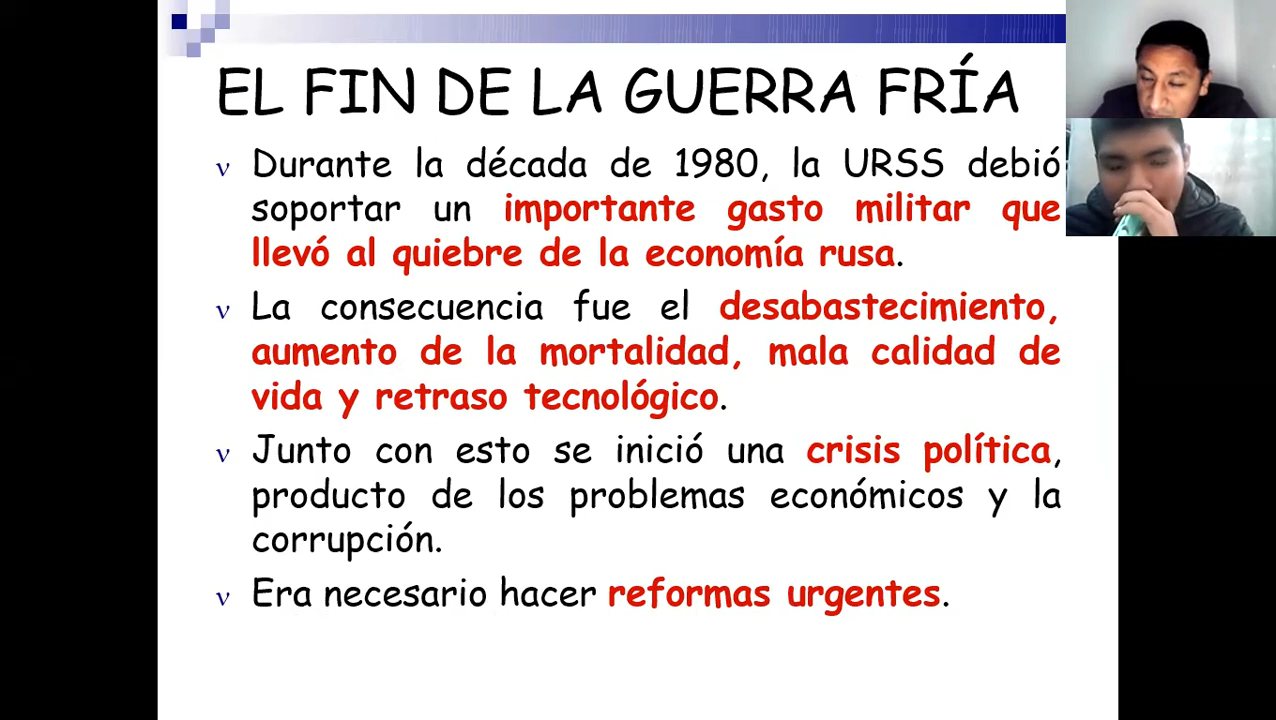 EL FIN DE LA GUERRA FRÍA
v Durante la década de 1980, la URSS debió
soportar un importante gasto militar que
llevó al quiebre de la economía rusa.
v La consecuencia fue el desabastecimiento,
aumento de la mortalidad, mala calidad de
vida y retraso tecnológico.
v Junto con esto se inició una crisis política,
producto de los problemas económicos y la
corrupción.
v Era necesario hacer reformas urgentes.